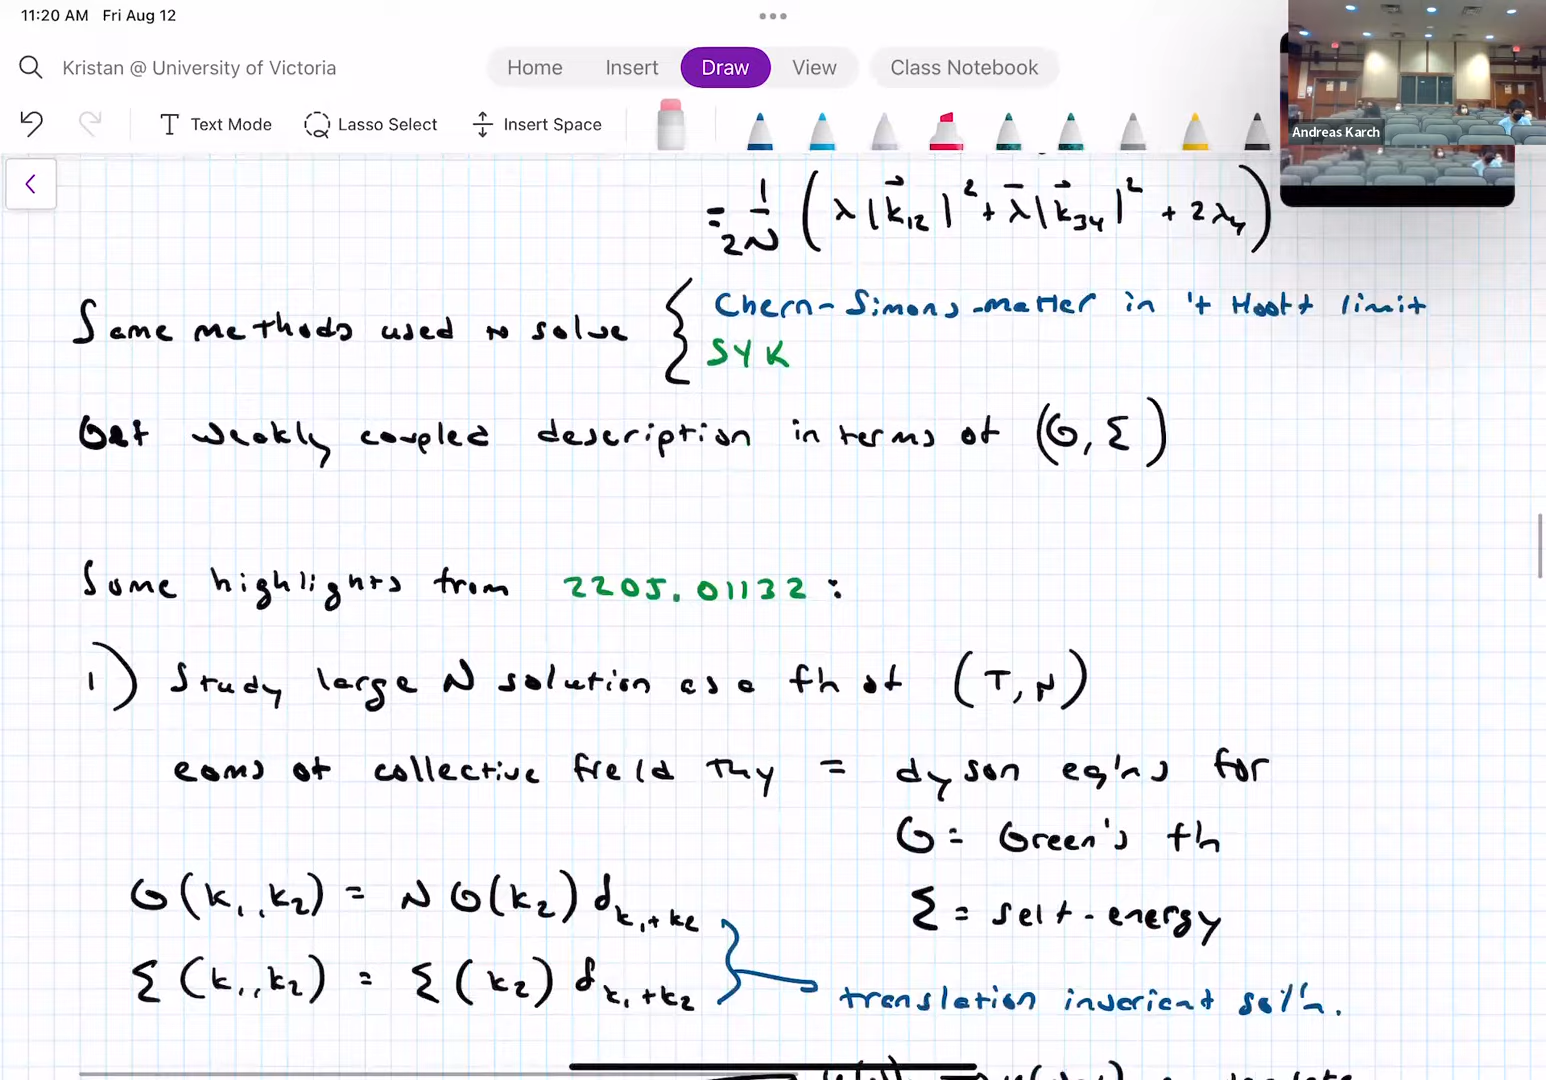 11:20 AM Fri Aug 12
Kristan @ University of Victoria
Home Insert Draw View Class Notebook
Text Mode Lasso Select Insert Space
Andreas Karch
= 1/2N ( λ|k⃗₁₂|² + λ̄|k⃗₃₄|² + 2λ₄ )
Same methods used to solve { Chern-Simons-matter in 't Hooft limit
SYK
Get weakly coupled description in terms of (G, Σ)
Some highlights from 2205.01132 :
1) Study large N solution as a fn of (T, μ)
eoms of collective field thy = dyson eq'ns for
G = Green's fn
G(k₁, k₂) = N G(k₂) δ_{k₁+k₂}
Σ = self-energy
Σ(k₁, k₂) = Σ(k₂) δ_{k₁+k₂}
translation invariant sol'n.